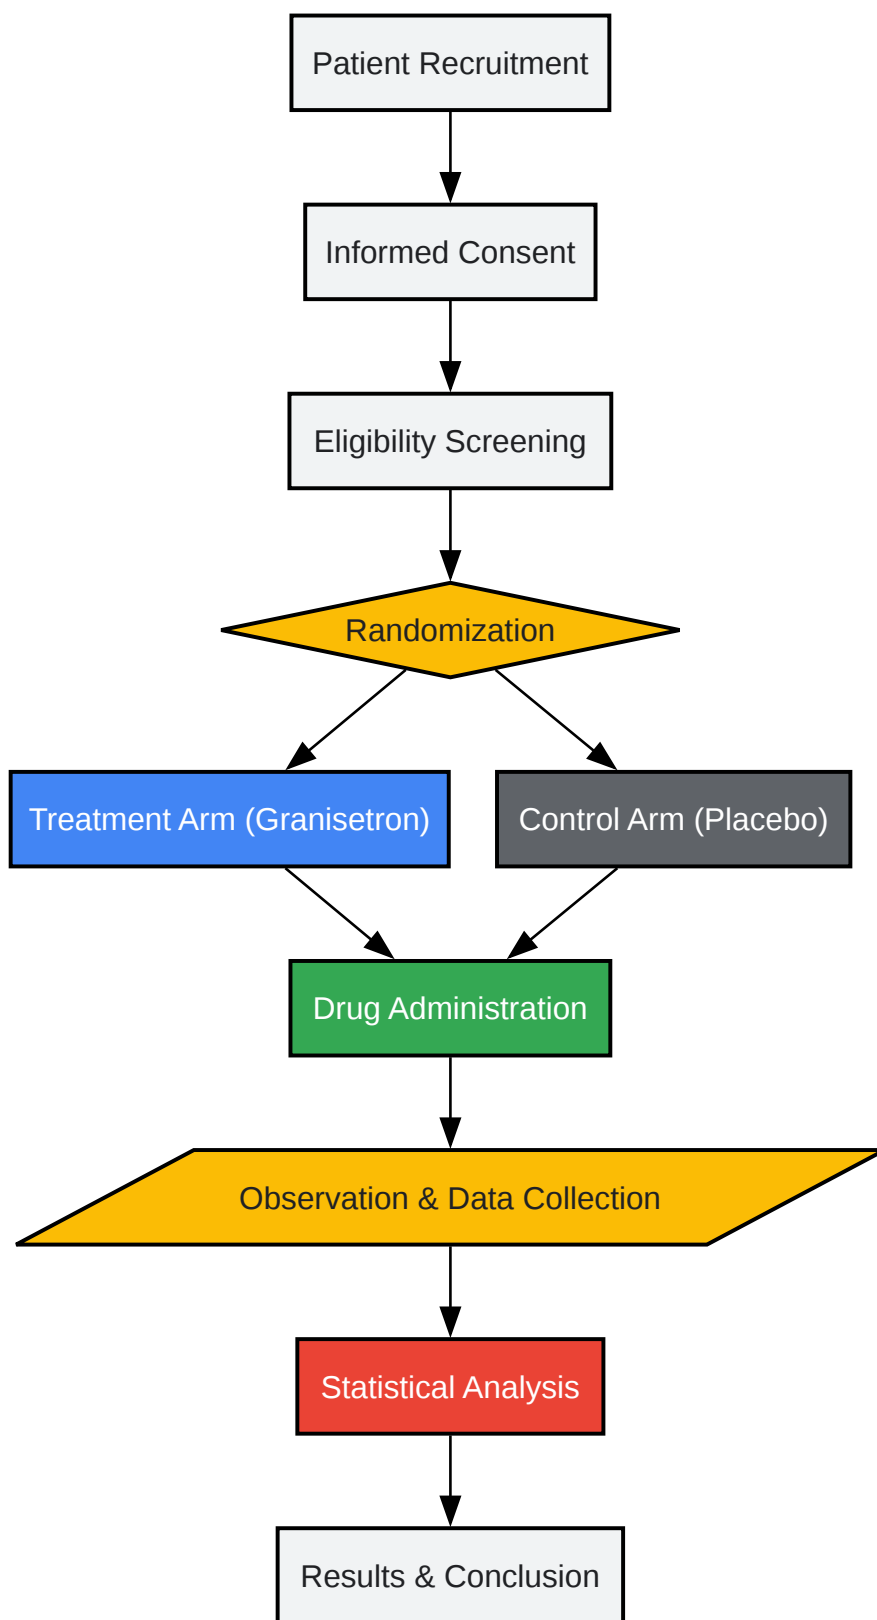 Patient Recruitment
Informed Consent
Eligibility Screening
Randomization
Treatment Arm (Granisetron)
Control Arm (Placebo)
Drug Administration
Observation & Data Collection
Statistical Analysis
Results & Conclusion